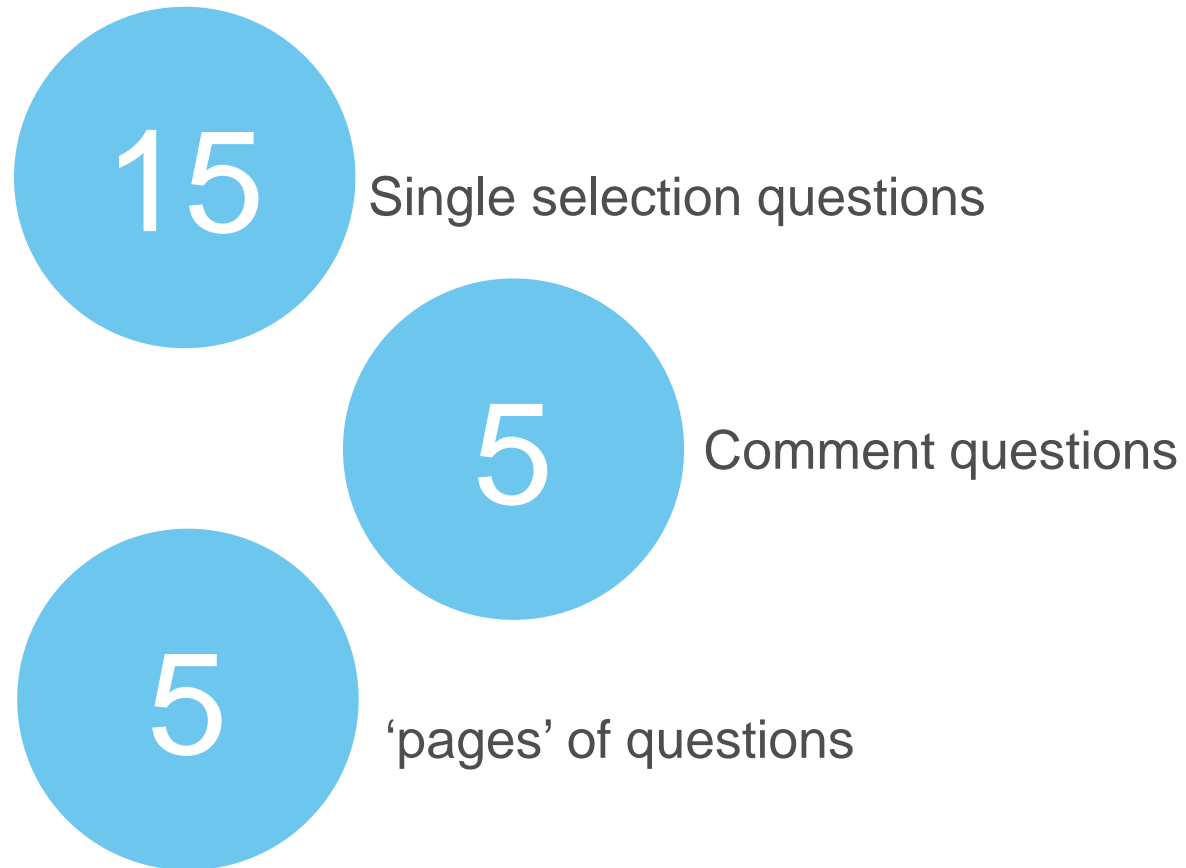 15
Single selection questions
5
Comment questions
5
‘pages’ of questions